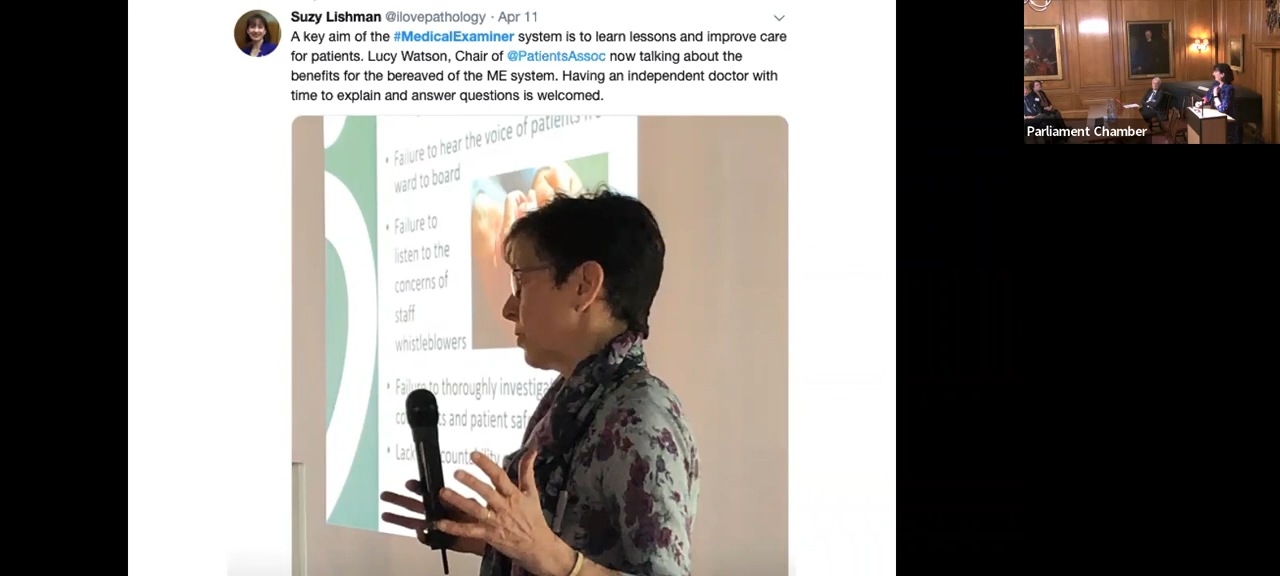 Suzy Lishman @ilovepathology · Apr 11
A key aim of the #MedicalExaminer system is to learn lessons and improve care
for patients. Lucy Watson, Chair of @PatientsAssoc now talking about the
benefits for the bereaved of the ME system. Having an independent doctor with
time to explain and answer questions is welcomed.
• Failure to hear the voice of patients
ward to board
• Failure to
listen to the
concerns of
staff
whistleblowers
• Failure to thoroughly
and patient
• Lack
Parliament Chamber